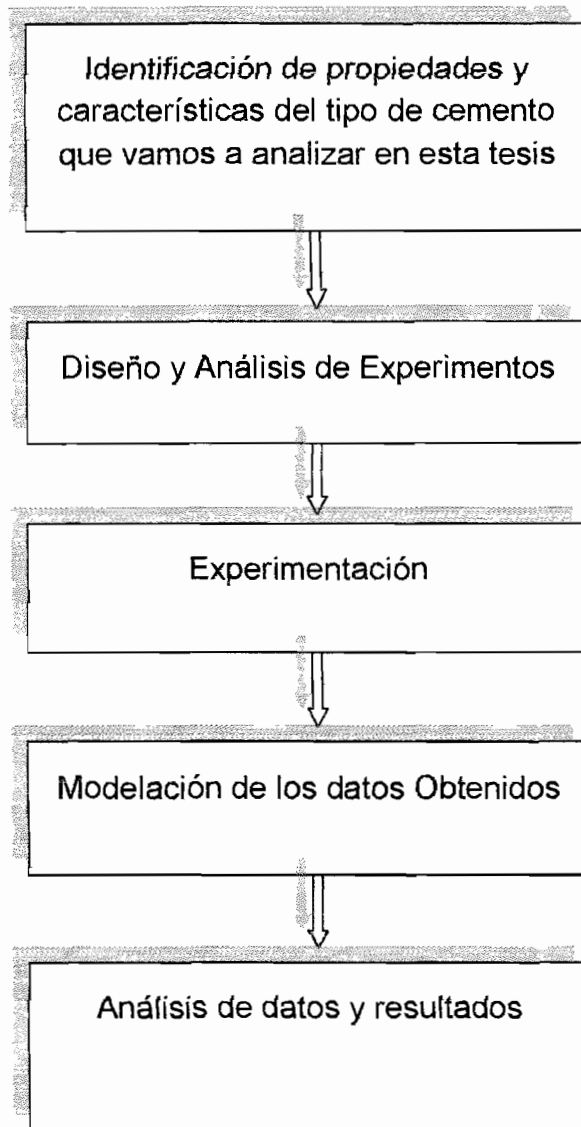 Identificación de propiedades y
características del tipo de cemento
que vamos a analizar en esta tesis
Diseño y Análisis de Experimentos
Experimentación
Modelación de los datos Obtenidos
Análisis de datos y resultados